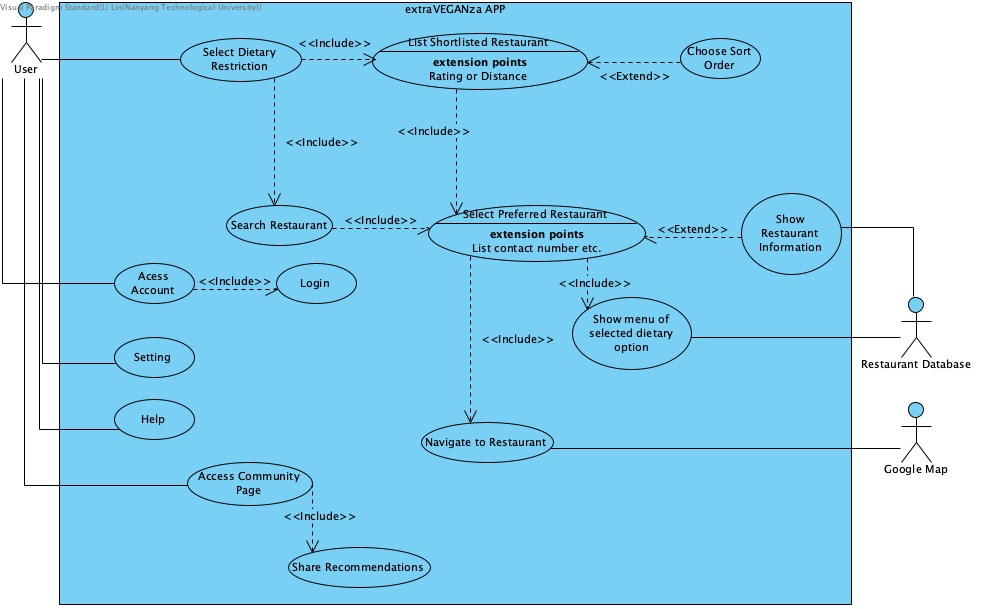 Visual Paradigm Standard(Li Lin(Nanyang Technological University))
extraVEGANza APP
User
Select Dietary
Restriction
<<Include>>
List Shortlisted Restaurant
extension points
Rating or Distance
<<Extend>>
Choose Sort
Order
<<Include>>
<<Include>>
Search Restaurant
<<Include>>
Select Preferred Restaurant
extension points
List contact number etc.
<<Extend>>
Show
Restaurant
Information
Acess
Account
<<Include>>
Login
<<Include>>
Show menu of
selected dietary
option
<<Include>>
Restaurant Database
Setting
Help
Navigate to Restaurant
Google Map
Access Community
Page
<<Include>>
Share Recommendations